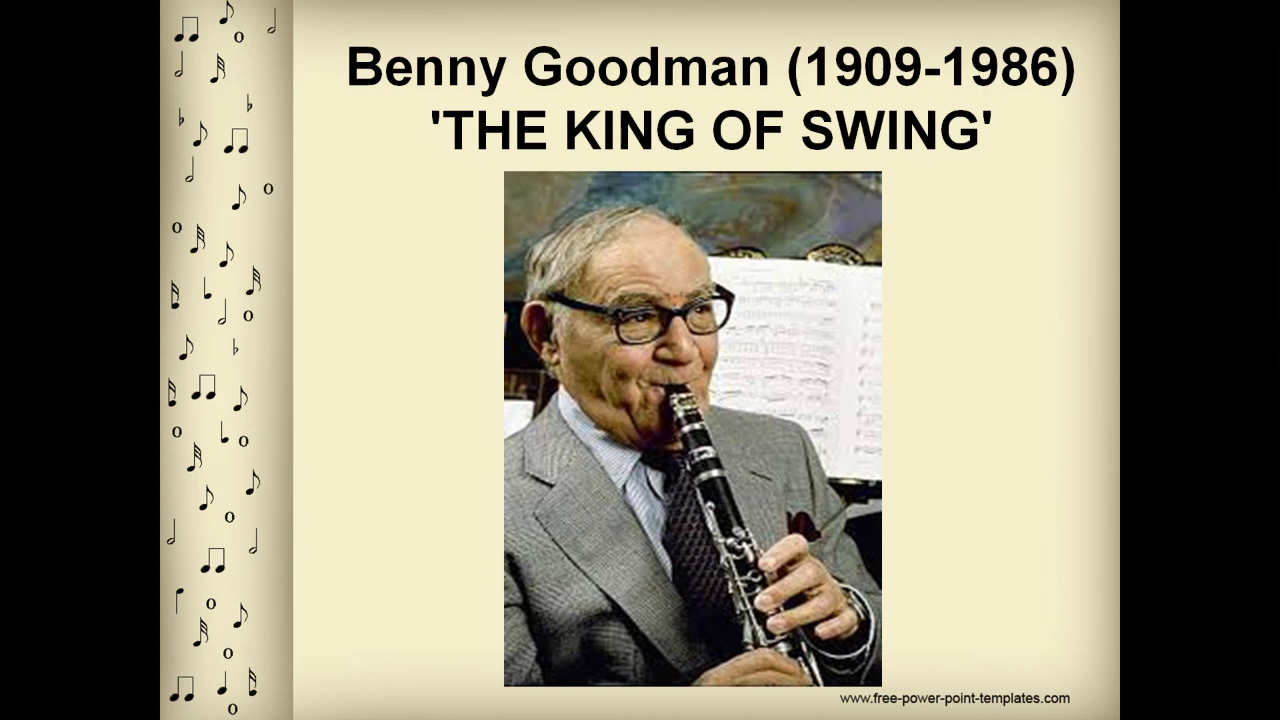 Benny Goodman (1909-1986)
'THE KING OF SWING'
www.free-power-point-templates.com